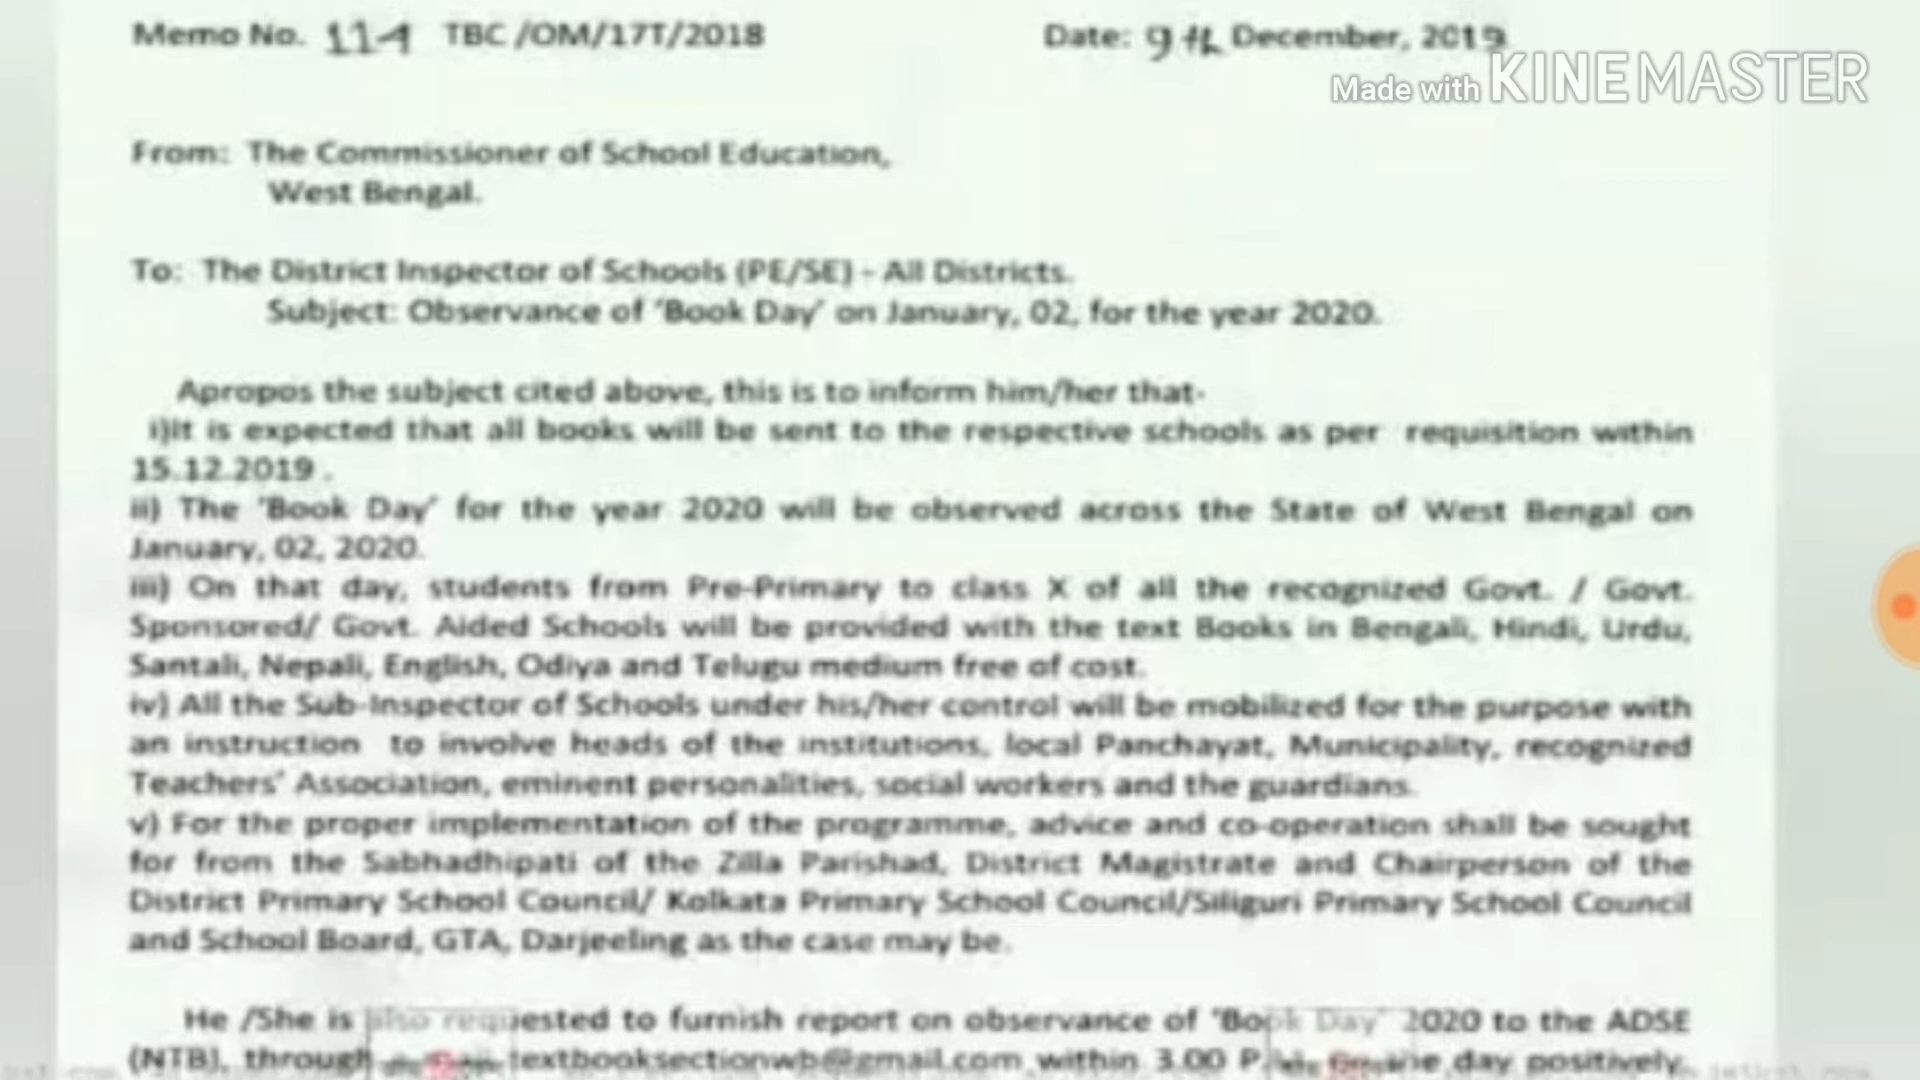 Memo No. 111 TBC /OM/17T/2018 Date: 9th December, 2019
Made with KINEMASTER
From: The Commissioner of School Education,
West Bengal.
To: The District Inspector of Schools (PE/SE) - All Districts.
Subject: Observance of 'Book Day' on January, 02, for the year 2020.
Apropos the subject cited above, this is to inform him/her that-
i)It is expected that all books will be sent to the respective schools as per requisition within
15.12.2019 .
ii) The 'Book Day' for the year 2020 will be observed across the State of West Bengal on
January, 02, 2020.
iii) On that day, students from Pre-Primary to class X of all the recognized Govt. / Govt.
Sponsored/ Govt. Aided Schools will be provided with the text Books in Bengali, Hindi, Urdu,
Santali, Nepali, English, Odiya and Telugu medium free of cost.
iv) All the Sub-Inspector of Schools under his/her control will be mobilized for the purpose with
an instruction to involve heads of the institutions, local Panchayat, Municipality, recognized
Teachers' Association, eminent personalities, social workers and the guardians.
v) For the proper implementation of the programme, advice and co-operation shall be sought
for from the Sabhadhipati of the Zilla Parishad, District Magistrate and Chairperson of the
District Primary School Council/ Kolkata Primary School Council/Siliguri Primary School Council
and School Board, GTA, Darjeeling as the case may be.
He /She is also requested to furnish report on observance of 'Book Day' 2020 to the ADSE
(NTB), through textbooksectionwb@gmail.com within 3.00 day positively.